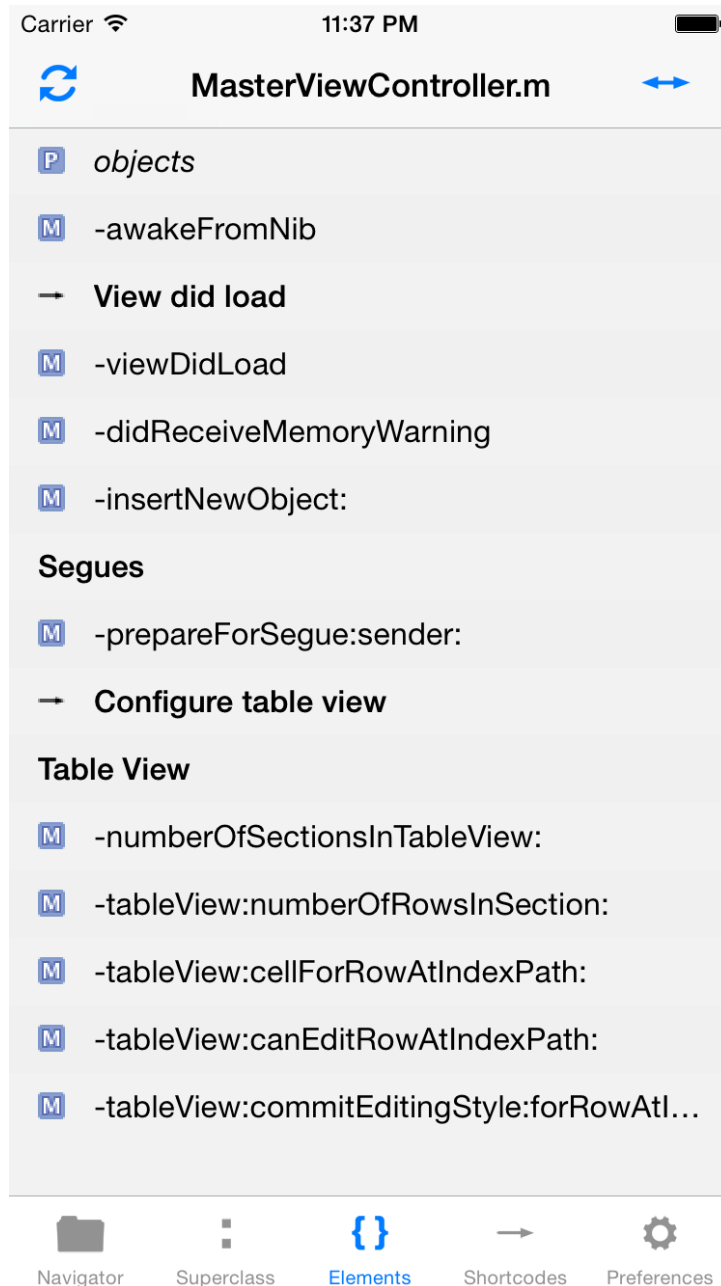 Carrier 11:37 PM
MasterViewController.m
P objects
M -awakeFromNib
View did load
M -viewDidLoad
M -didReceiveMemoryWarning
M -insertNewObject:
Segues
M -prepareForSegue:sender:
Configure table view
Table View
M -numberOfSectionsInTableView:
M -tableView:numberOfRowsInSection:
M -tableView:cellForRowAtIndexPath:
M -tableView:canEditRowAtIndexPath:
M -tableView:commitEditingStyle:forRowAtI...
{ }
Navigator Superclass Elements Shortcodes Preferences